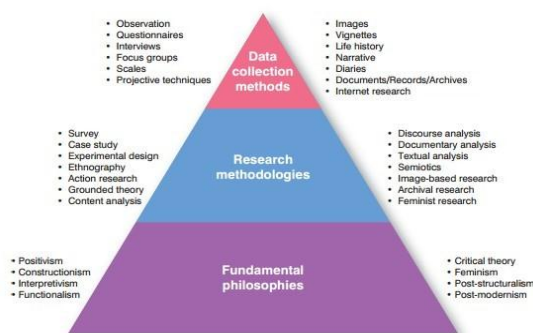 • Observation
• Questionnaires
• Interviews
• Focus groups
• Scales
• Projective techniques
Data
collection
methods
• Images
• Vignettes
• Life history
• Narrative
• Diaries
• Documents/Records/Archives
• Internet research
• Survey
• Case study
• Experimental design
• Ethnography
• Action research
• Grounded theory
• Content analysis
Research
methodologies
• Discourse analysis
• Documentary analysis
• Textual analysis
• Semiotics
• Image-based research
• Archival research
• Feminist research
• Positivism
• Constructionism
• Interpretivism
• Functionalism
Fundamental
philosophies
• Critical theory
• Feminism
• Post-structuralism
• Post-modernism